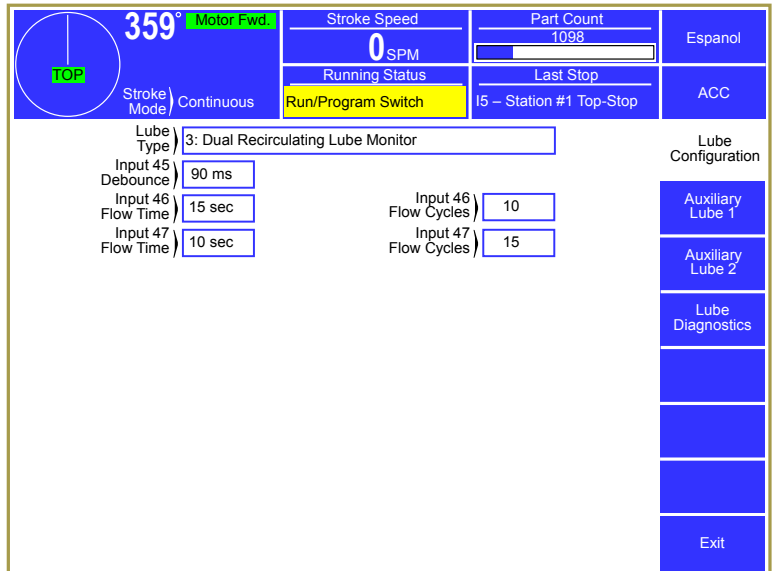 359° Motor Fwd.
TOP
Stroke Mode Continuous
Stroke Speed
0 SPM
Part Count
1098
Running Status
Run/Program Switch
Last Stop
I5 – Station #1 Top-Stop
Espanol
ACC
Lube Type
3: Dual Recirculating Lube Monitor
Input 45 Debounce
90 ms
Input 46 Flow Time
15 sec
Input 46 Flow Cycles
10
Input 47 Flow Time
10 sec
Input 47 Flow Cycles
15
Lube
Configuration
Auxiliary
Lube 1
Auxiliary
Lube 2
Lube
Diagnostics
Exit